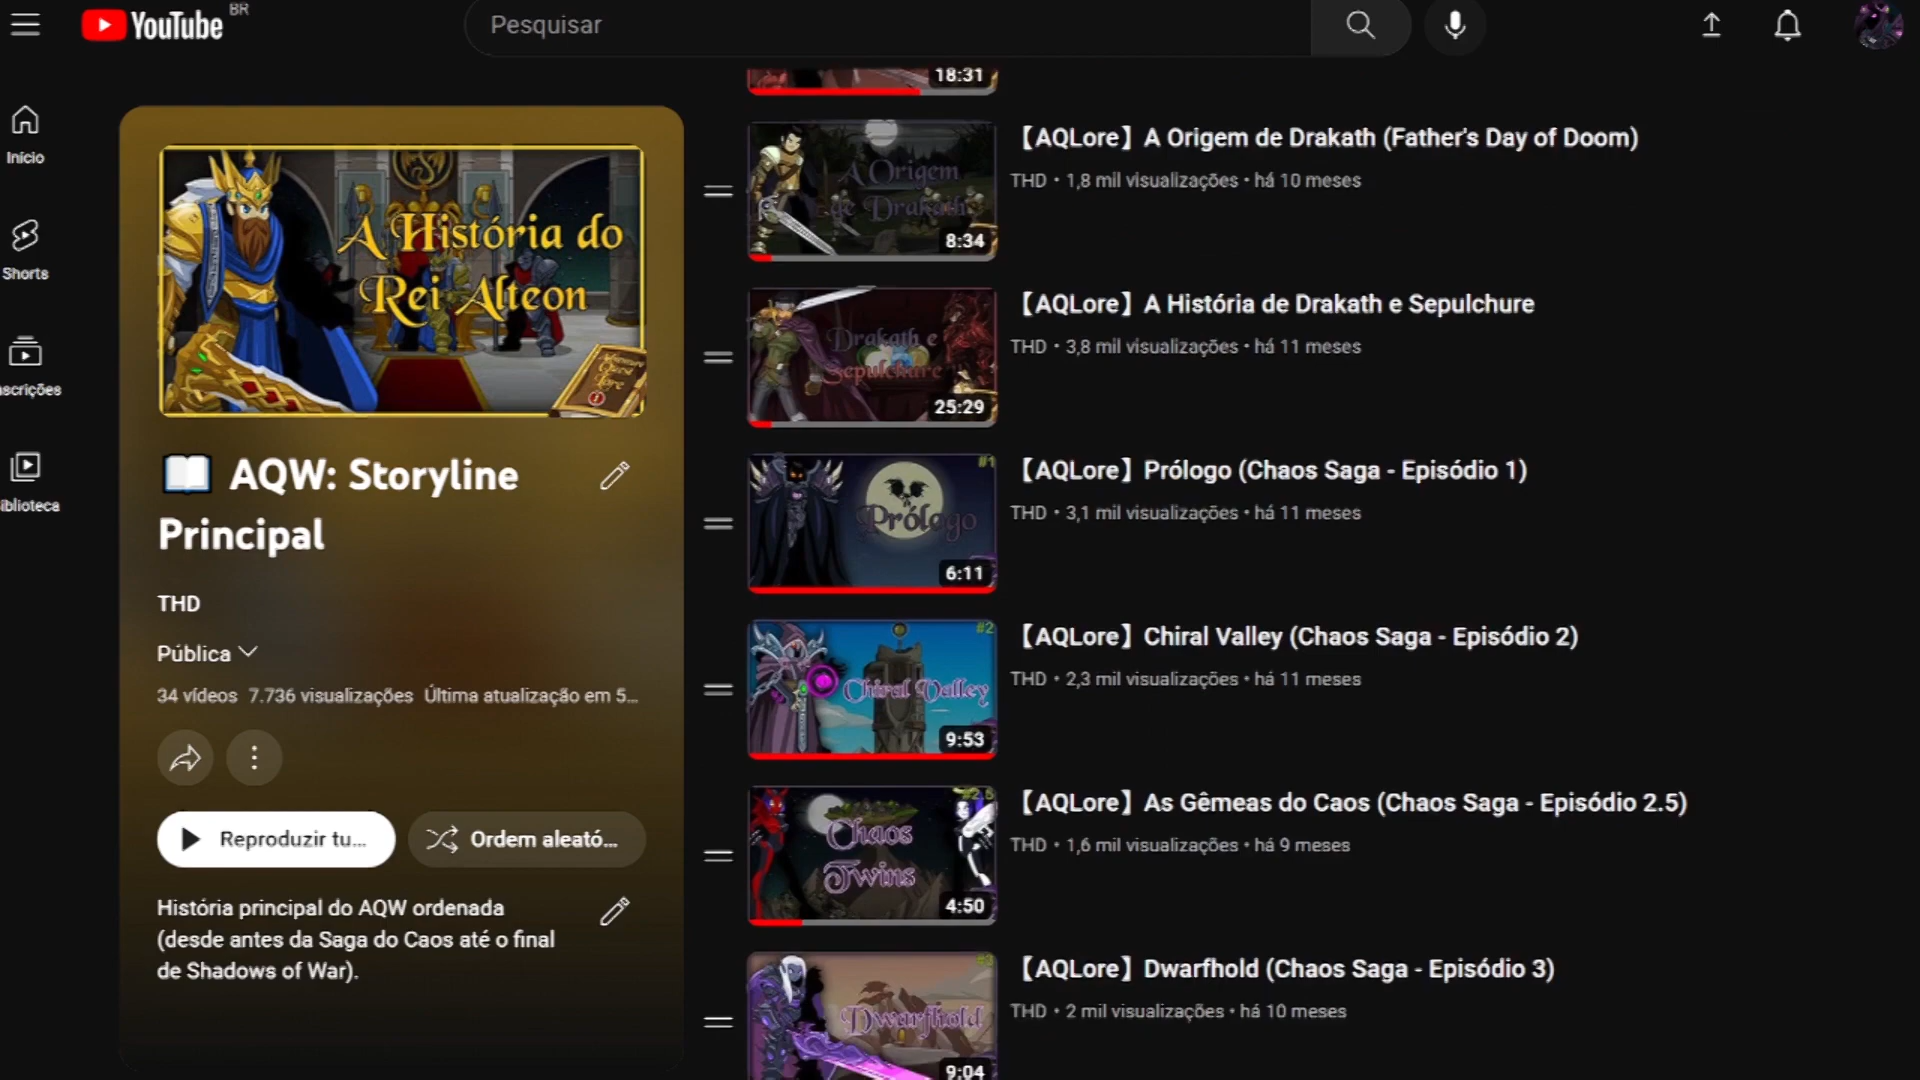 YouTube BR
Pesquisar
Início
Shorts
nscrições
iblioteca
A História do
Rei Alteon
AQW: Storyline
Principal
THD
Pública
34 vídeos 7.736 visualizações Última atualização em 5...
Reproduzir tu...
Ordem aleató...
História principal do AQW ordenada
(desde antes da Saga do Caos até o final
de Shadows of War).
18:31
A Origem
de Drakath
8:34
【AQLore】A Origem de Drakath (Father's Day of Doom)
THD • 1,8 mil visualizações • há 10 meses
Drakath e
Sepulchure
25:29
【AQLore】A História de Drakath e Sepulchure
THD • 3,8 mil visualizações • há 11 meses
#1
Prólogo
6:11
【AQLore】Prólogo (Chaos Saga - Episódio 1)
THD • 3,1 mil visualizações • há 11 meses
#2
Chiral Valley
9:53
【AQLore】Chiral Valley (Chaos Saga - Episódio 2)
THD • 2,3 mil visualizações • há 11 meses
#2.5
Chaos
Twins
4:50
【AQLore】As Gêmeas do Caos (Chaos Saga - Episódio 2.5)
THD • 1,6 mil visualizações • há 9 meses
#3
Dwarfhold
9:04
【AQLore】Dwarfhold (Chaos Saga - Episódio 3)
THD • 2 mil visualizações • há 10 meses